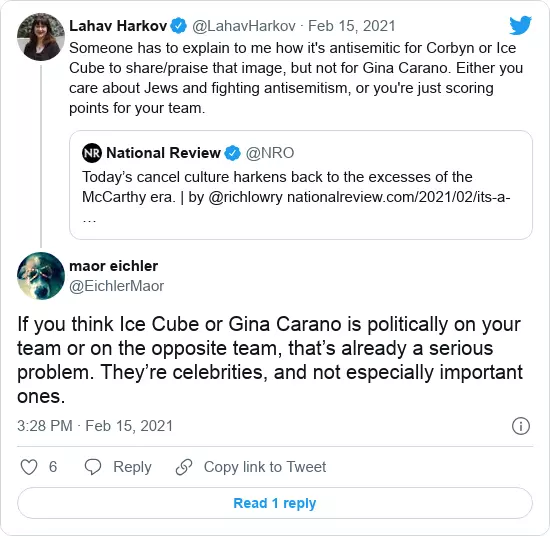 Lahav Harkov @LahavHarkov · Feb 15, 2021
Someone has to explain to me how it's antisemitic for Corbyn or Ice
Cube to share/praise that image, but not for Gina Carano. Either you
care about Jews and fighting antisemitism, or you're just scoring
points for your team.
NR National Review @NRO
Today's cancel culture harkens back to the excesses of the
McCarthy era. | by @richlowry nationalreview.com/2021/02/its-a-
…
maor eichler
@EichlerMaor
If you think Ice Cube or Gina Carano is politically on your
team or on the opposite team, that's already a serious
problem. They're celebrities, and not especially important
ones.
3:28 PM · Feb 15, 2021
6 Reply Copy link to Tweet
Read 1 reply